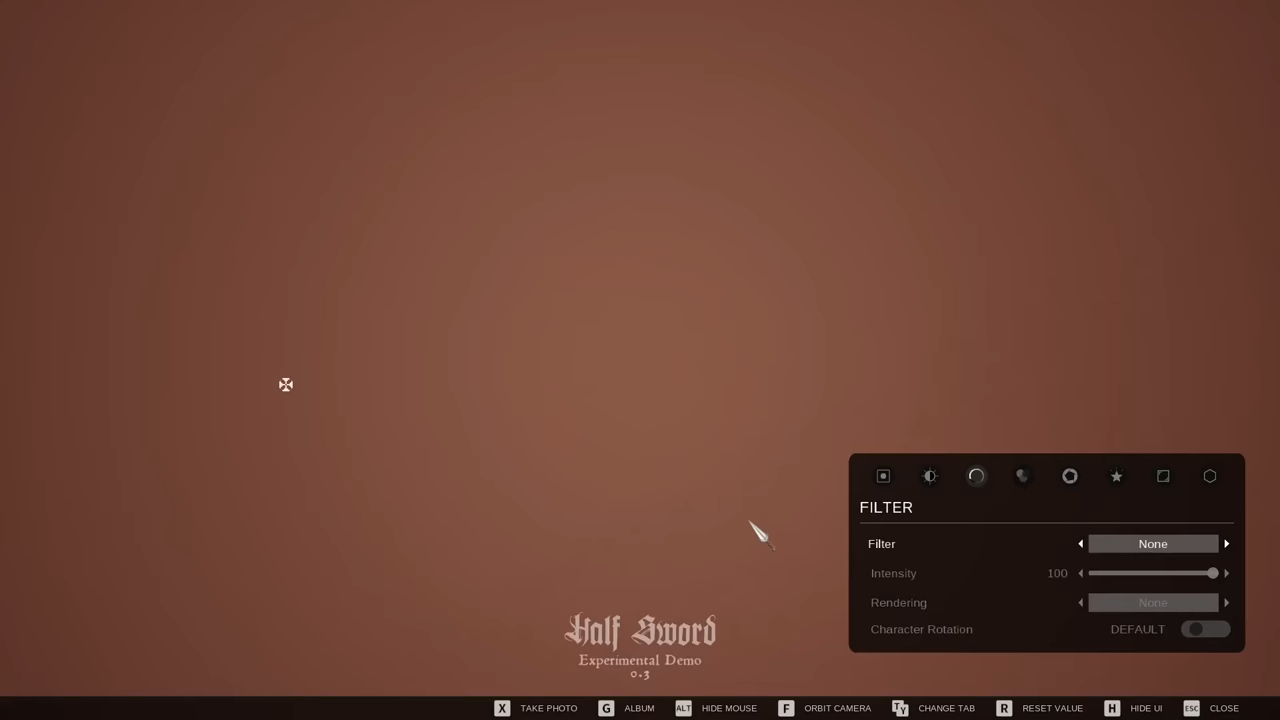 FILTER
Filter None
Intensity 100
Rendering None
Character Rotation DEFAULT
Half Sword
Experimental Demo
0.3
X TAKE PHOTO G ALBUM ALT HIDE MOUSE F ORBIT CAMERA T Y CHANGE TAB R RESET VALUE H HIDE UI ESC CLOSE